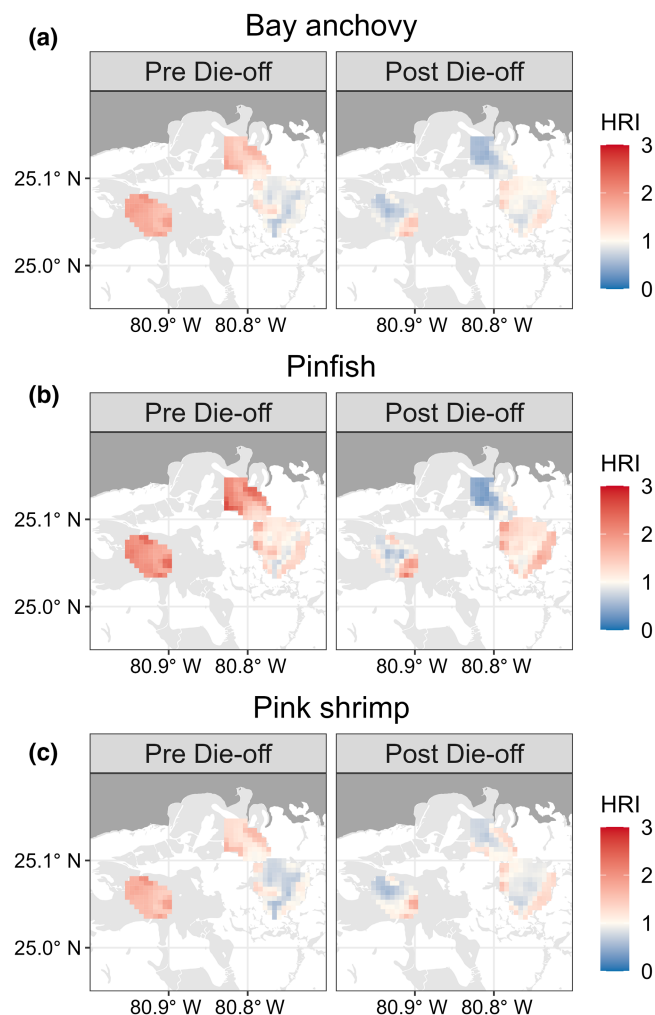 Bay anchovy
(a)
Pre Die-off
Post Die-off
HRI
3
2
1
0
25.1° N
25.0° N
80.9° W 80.8° W
80.9° W 80.8° W
Pinfish
(b)
Pre Die-off
Post Die-off
HRI
3
2
1
0
25.1° N
25.0° N
80.9° W 80.8° W
80.9° W 80.8° W
Pink shrimp
(c)
Pre Die-off
Post Die-off
HRI
3
2
1
0
25.1° N
25.0° N
80.9° W 80.8° W
80.9° W 80.8° W